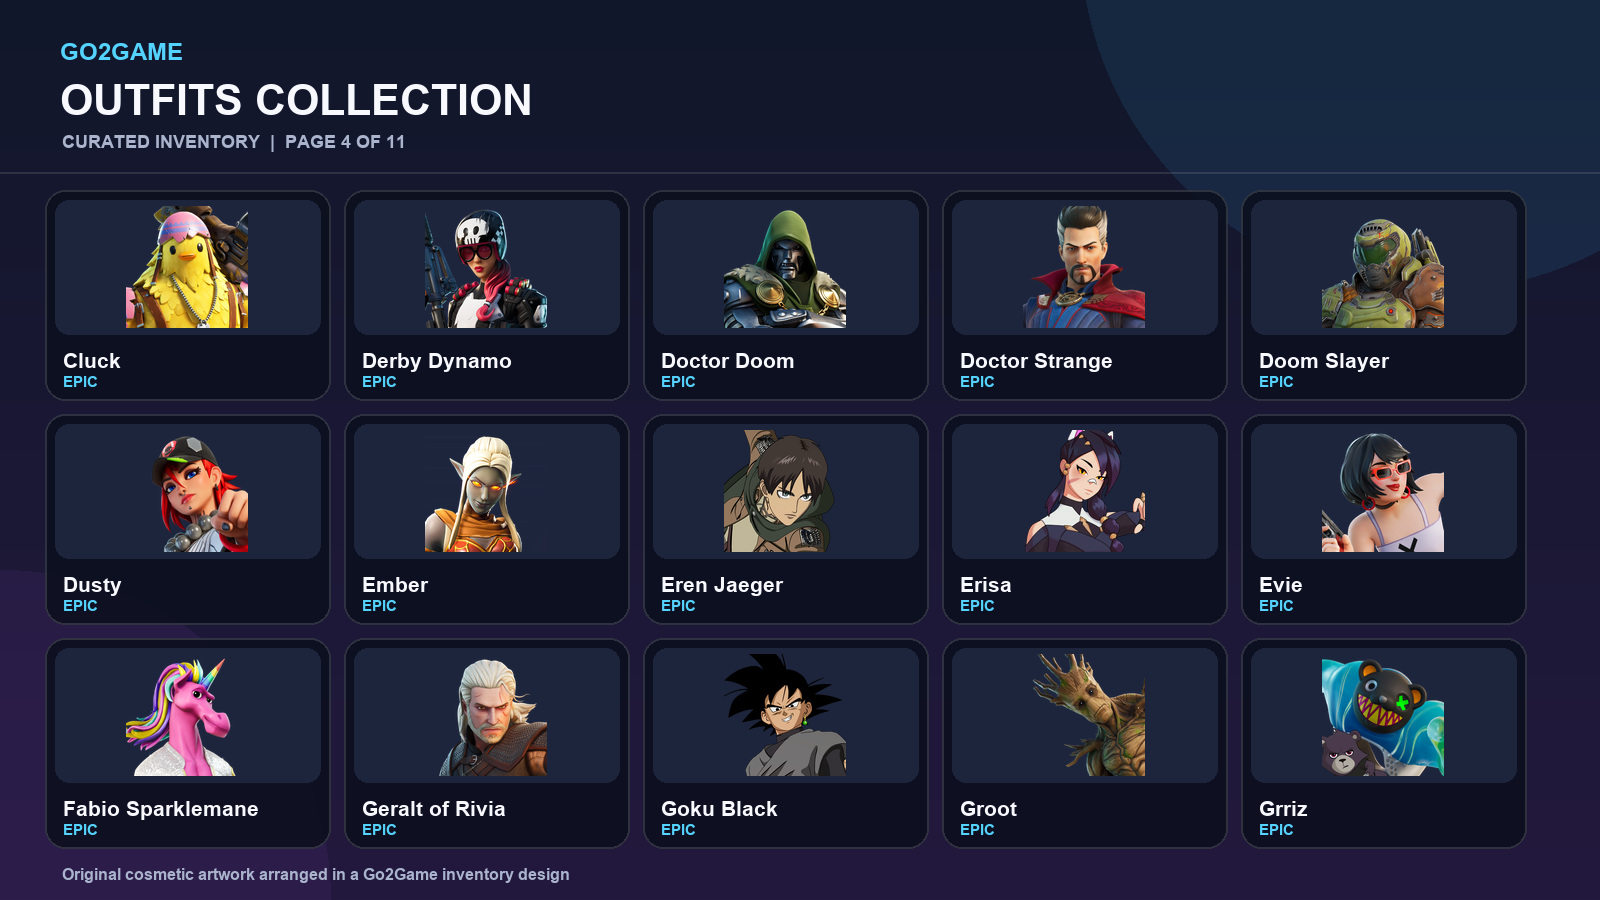 GO2GAME
OUTFITS COLLECTION
CURATED INVENTORY | PAGE 4 OF 11
Cluck
EPIC
Derby Dynamo
EPIC
Doctor Doom
EPIC
Doctor Strange
EPIC
Doom Slayer
EPIC
Dusty
EPIC
Ember
EPIC
Eren Jaeger
EPIC
Erisa
EPIC
Evie
EPIC
Fabio Sparklemane
EPIC
Geralt of Rivia
EPIC
Goku Black
EPIC
Groot
EPIC
Grriz
EPIC
Original cosmetic artwork arranged in a Go2Game inventory design